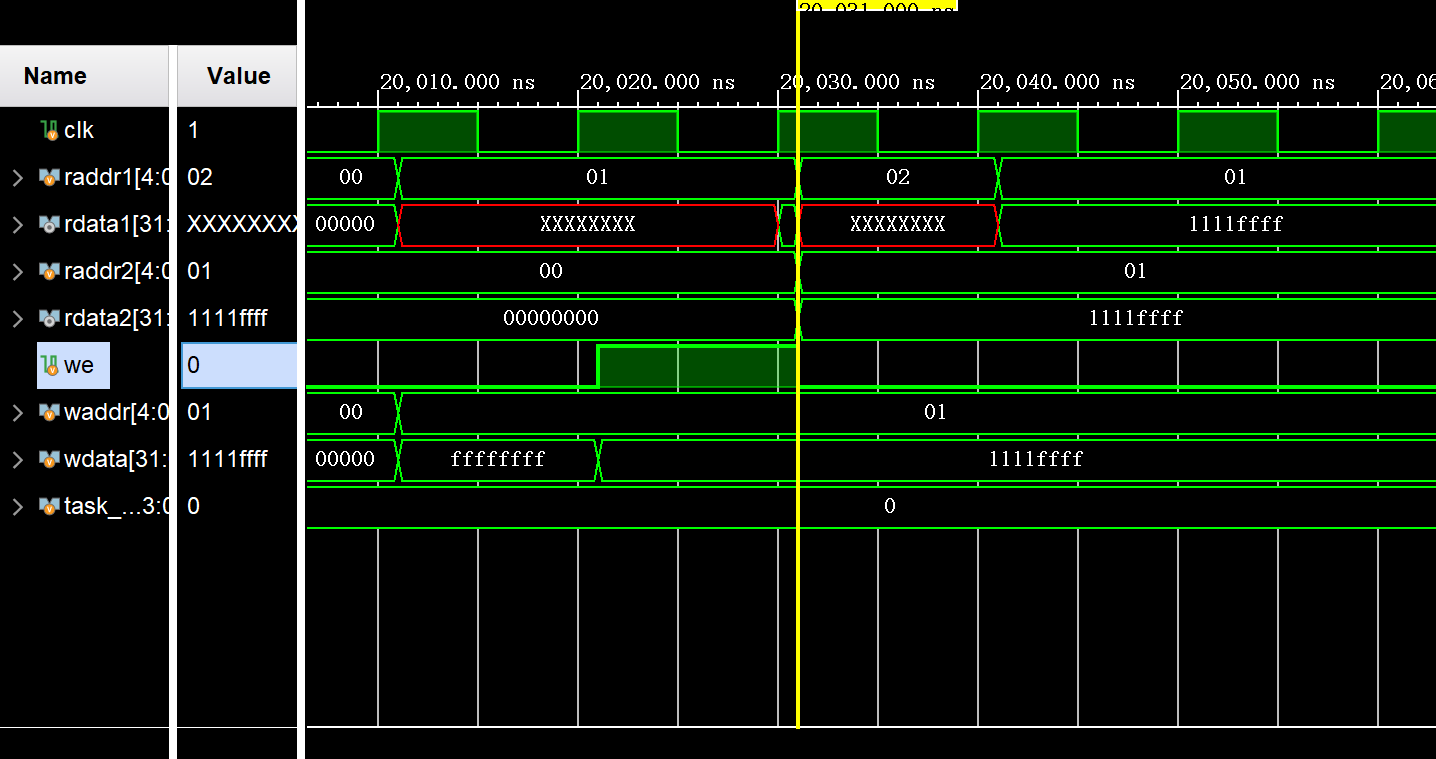 20,031.000 ns
Name Value
20,010.000 ns 20,020.000 ns 20,030.000 ns 20,040.000 ns 20,050.000 ns 20,06
clk 1
raddr1[4:0 02 00 01 02 01
rdata1[31: XXXXXXXX 00000 XXXXXXXX XXXXXXXX 1111ffff
raddr2[4:0 01 00 01
rdata2[31: 1111ffff 00000000 1111ffff
we 0
waddr[4:0 01 00 01
wdata[31: 1111ffff 00000 ffffffff 1111ffff
task_...3:0 0 0